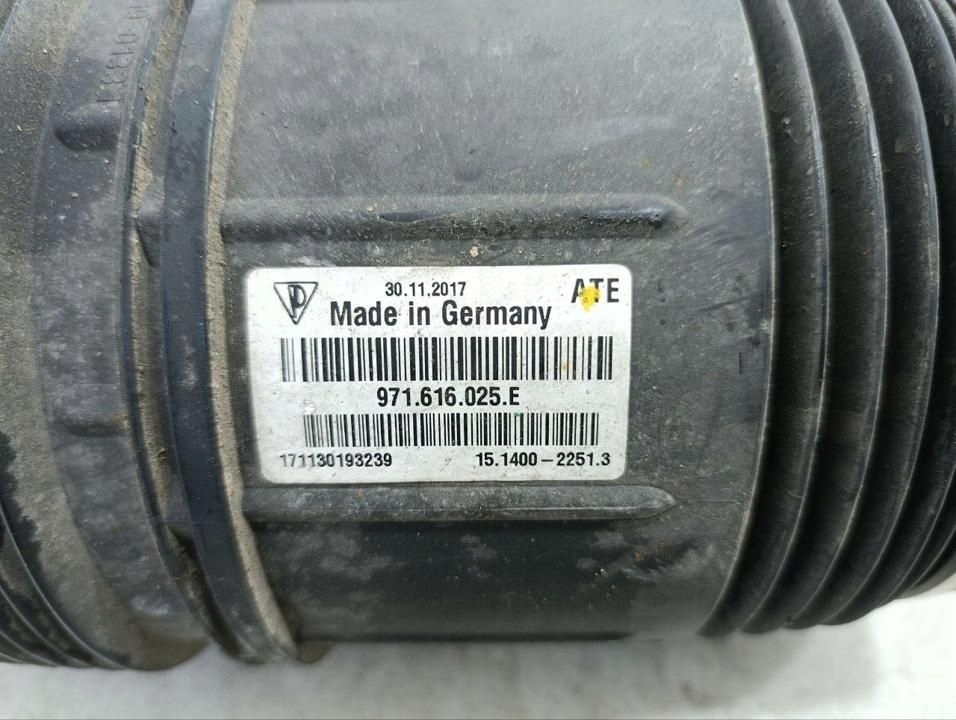 30.11.2017
ATE
Made in Germany
971.616.025.E
171130193239
15.1400-2251.3